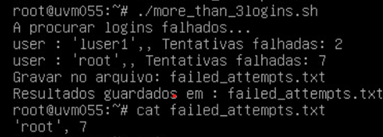 root@uvm055:~# ./more_than_3logins.sh
A procurar logins falhados...
user : 'luser1',, Tentativas falhadas: 2
user : 'root',, Tentativas falhadas: 7
Gravar no arquivo: failed_attempts.txt
Resultados guardados em : failed_attempts.txt
root@uvm055:~# cat failed_attempts.txt
'root', 7